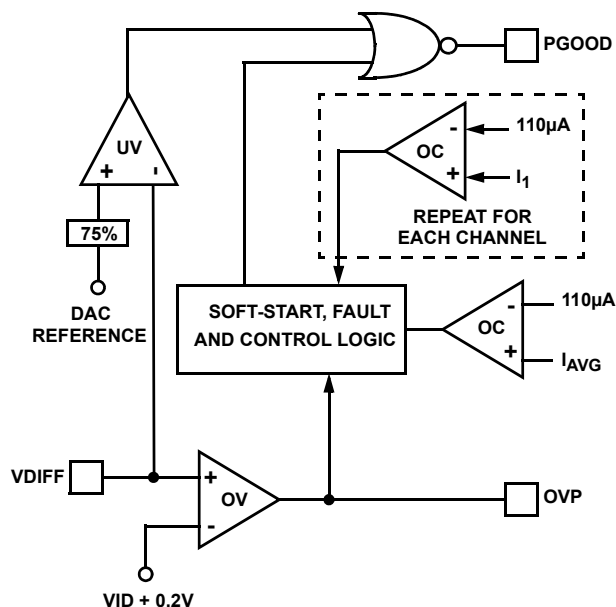 PGOOD
110µA
-
OC
+
I1
REPEAT FOR
EACH CHANNEL
UV
+
-
75%
DAC
REFERENCE
SOFT-START, FAULT
AND CONTROL LOGIC
110µA
-
OC
+
IAVG
VDIFF
+
OV
-
OVP
VID + 0.2V